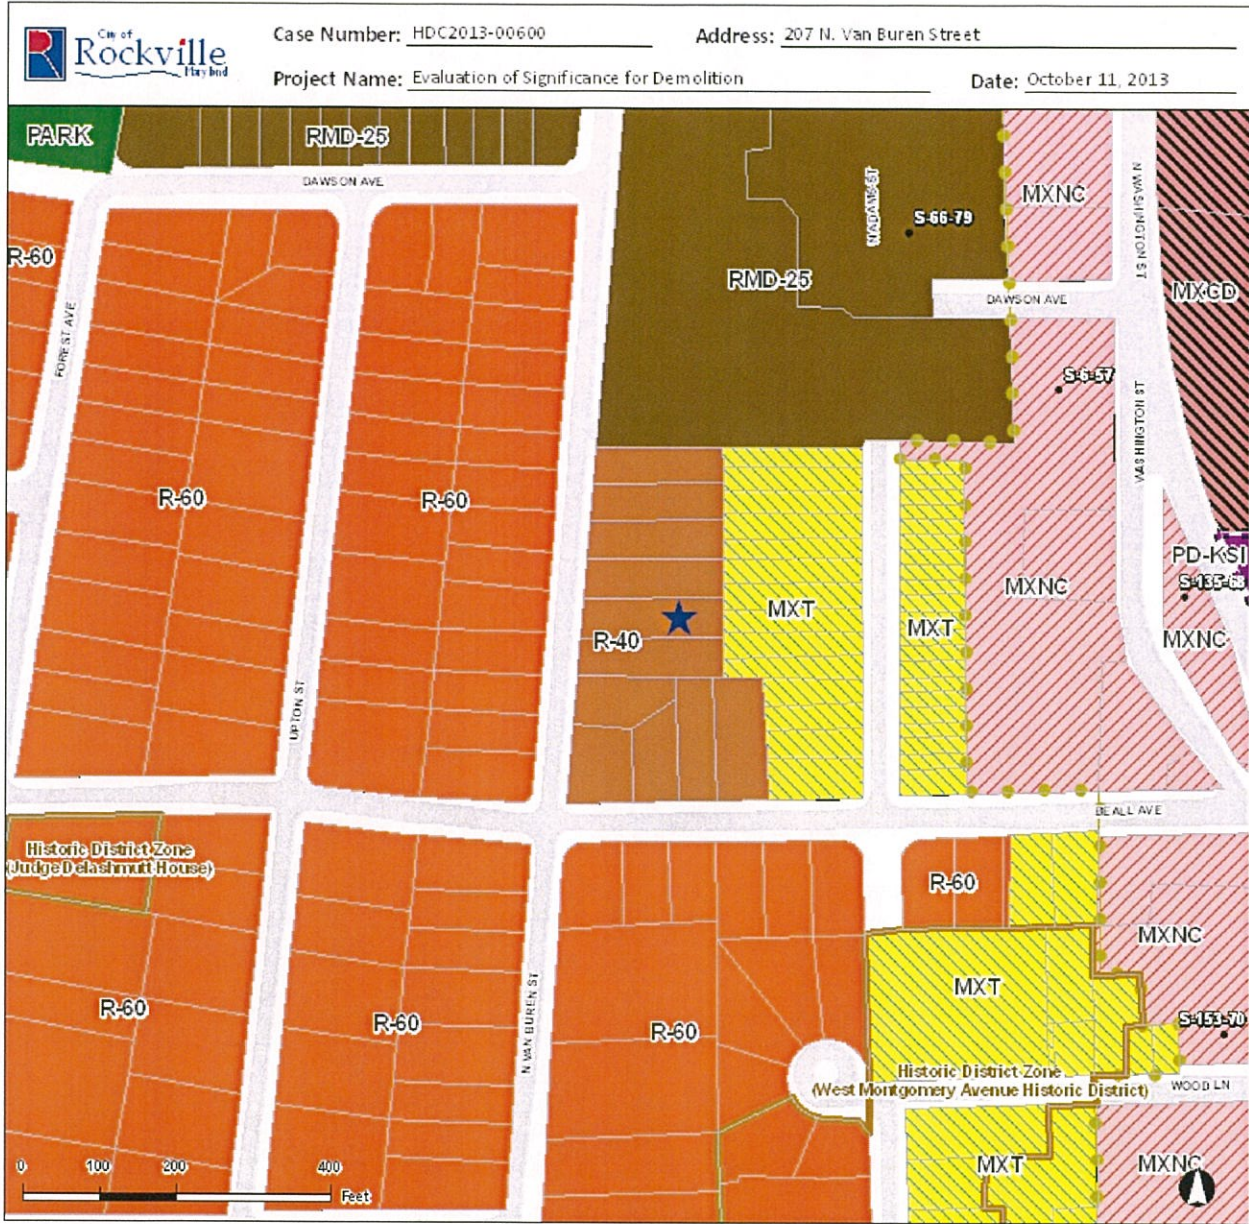 City of
Rockville
Maryland
Case Number: HDC2013-00600
Address: 207 N. Van Buren Street
Project Name: Evaluation of Significance for Demolition
Date: October 11, 2013
PARK
RMD-25
DAWSON AVE
R-60
FOREST AVE
N ADAMS ST
S-66-79
MXNC
N WASHINGTON ST
RMD-25
DAWSON AVE
MXCD
S-6-57
WASHINGTON ST
R-60
R-60
R-40
MXT
MXT
MXNC
PD-KSI
S-135-68
MXNC
UPTON ST
BEALL AVE
Historic District Zone
(Judge Delashmutt House)
R-60
MXNC
R-60
R-60
N VAN BUREN ST
R-60
MXT
S-153-70
Historic District Zone
(West Montgomery Avenue Historic District)
WOOD LN
MXT
MXNC
0 100 200 400
Feet